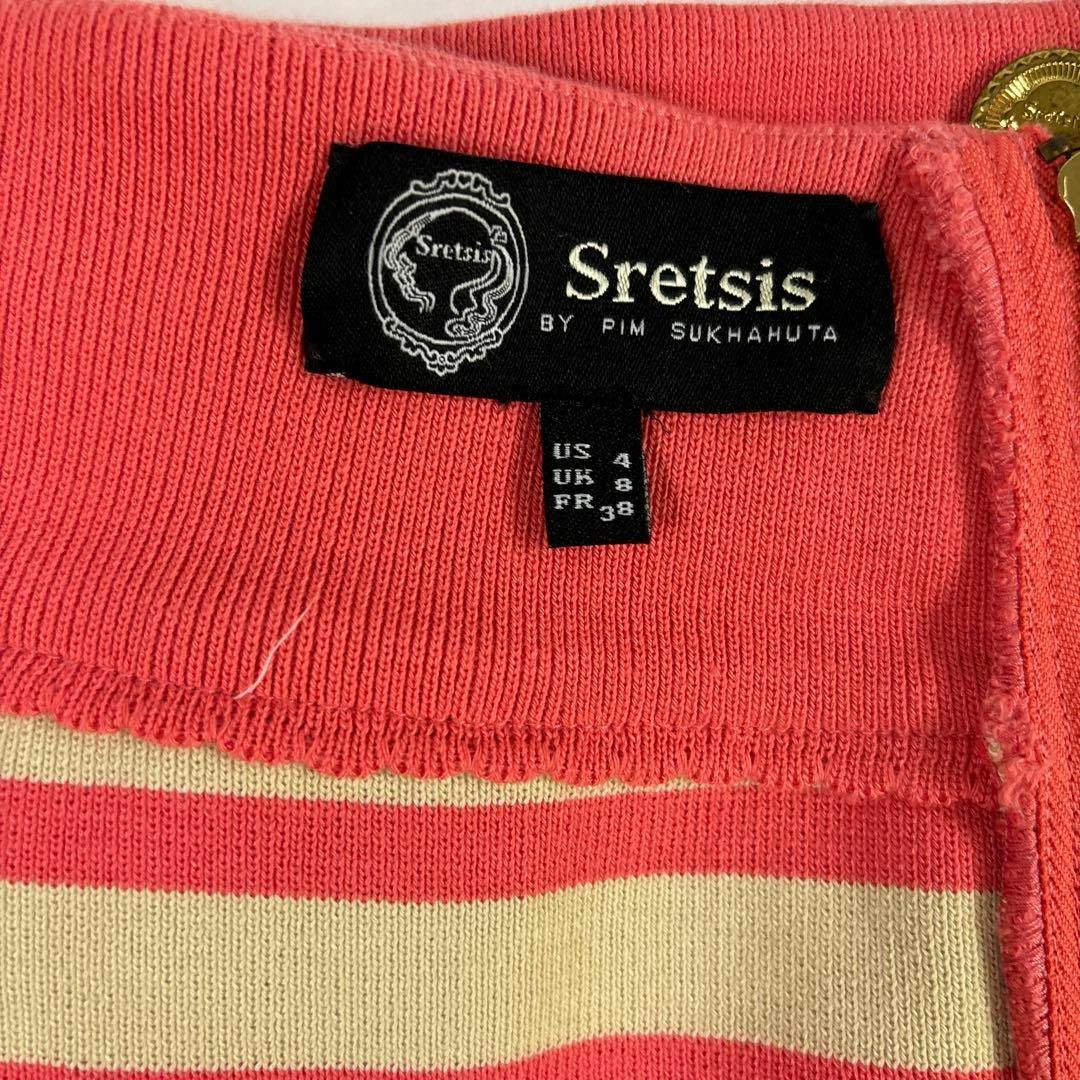 Sretsis
Sretsis
BY PIM SUKHAHUTA
US 4
UK 8
FR 38